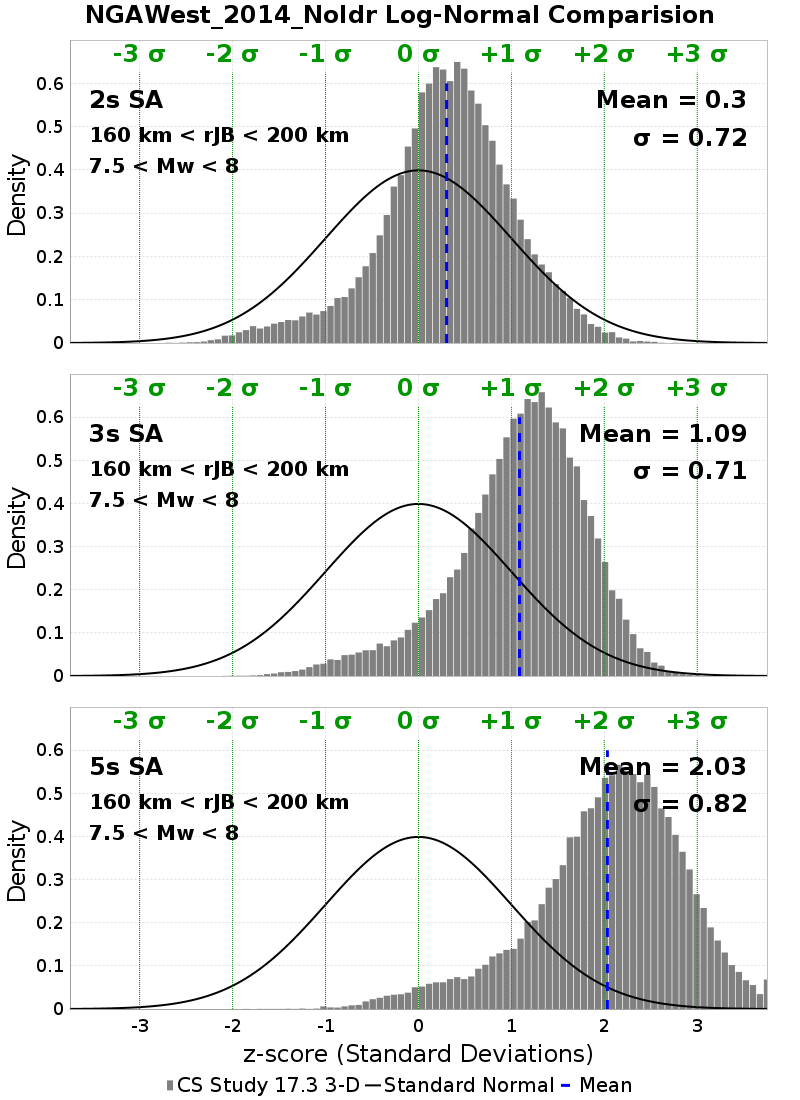 NGAWest_2014_NoIdr Log-Normal Comparision
-3 σ -2 σ -1 σ 0 σ +1 σ +2 σ +3 σ
2s SA
Mean = 0.3
160 km < rJB < 200 km
σ = 0.72
7.5 < Mw < 8
Density
0.6
0.5
0.4
0.3
0.2
0.1
0
-3 σ -2 σ -1 σ 0 σ +1 σ +2 σ +3 σ
3s SA
Mean = 1.09
160 km < rJB < 200 km
σ = 0.71
7.5 < Mw < 8
Density
0.6
0.5
0.4
0.3
0.2
0.1
0
-3 σ -2 σ -1 σ 0 σ +1 σ +2 σ +3 σ
5s SA
Mean = 2.03
160 km < rJB < 200 km
σ = 0.82
7.5 < Mw < 8
Density
0.6
0.5
0.4
0.3
0.2
0.1
0
-3 -2 -1 0 1 2 3
z-score (Standard Deviations)
CS Study 17.3 3-D Standard Normal Mean